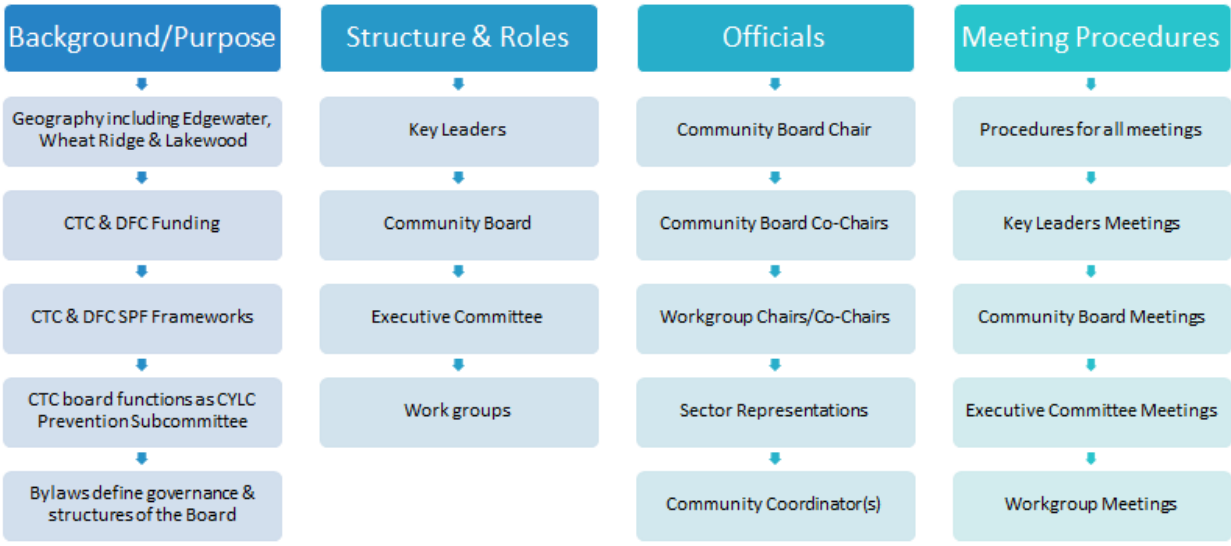 Background/Purpose
Geography including Edgewater,
Wheat Ridge & Lakewood
CTC & DFC Funding
CTC & DFC SPF Frameworks
CTC board functions as CYLC
Prevention Subcommittee
Bylaws define governance &
structures of the Board
Structure & Roles
Key Leaders
Community Board
Executive Committee
Work groups
Officials
Community Board Chair
Community Board Co-Chairs
Workgroup Chairs/Co-Chairs
Sector Representations
Community Coordinator(s)
Meeting Procedures
Procedures for all meetings
Key Leaders Meetings
Community Board Meetings
Executive Committee Meetings
Workgroup Meetings